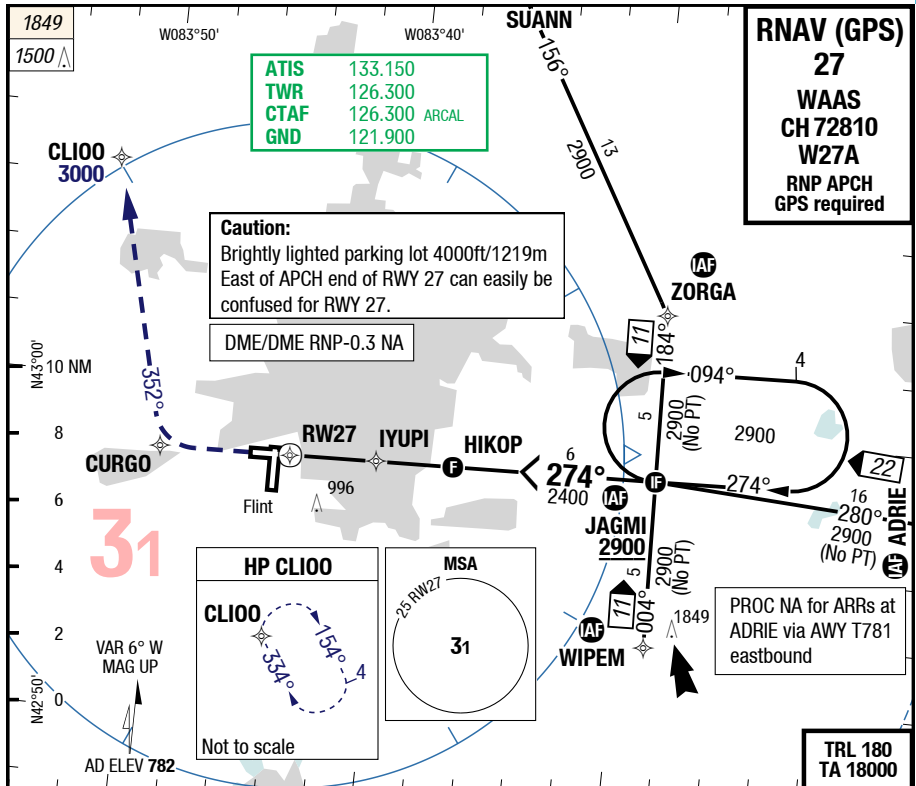 1849
1500
W083°50'
W083°40'
SUANN
RNAV (GPS)
27
WAAS
CH 72810
W27A
RNP APCH
GPS required
ATIS 133.150
TWR 126.300
CTAF 126.300 ARCAL
GND 121.900
156°
13
2900
CLIOO
3000
Caution:
Brightly lighted parking lot 4000ft/1219m
East of APCH end of RWY 27 can easily be
confused for RWY 27.
DME/DME RNP-0.3 NA
IAF
ZORGA
11
184°
N43°00'
10 NM
352°
094°
4
5
2900
(No PT)
2900
8
CURGO
RW27
IYUPI
HIKOP
F
6
274°
2400
IF
274°
22
16
280°
2900
(No PT)
IAF
ADRIE
6
Flint
996
IAF
JAGMI
2900
31
4
HP CLIOO
CLIOO
154°
334°
4
Not to scale
MSA
25 RW27
31
5
2900
(No PT)
11
004°
1849
IAF
WIPEM
PROC NA for ARRs at
ADRIE via AWY T781
eastbound
2
VAR 6° W
MAG UP
N42°50'
0
AD ELEV 782
TRL 180
TA 18000